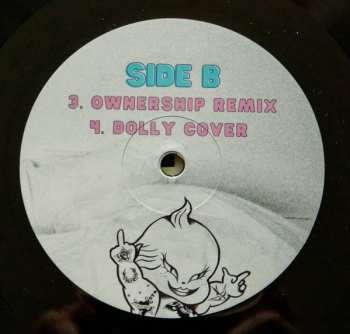 SIDE B
3. OWNERSHIP REMIX
4. DOLLY COVER